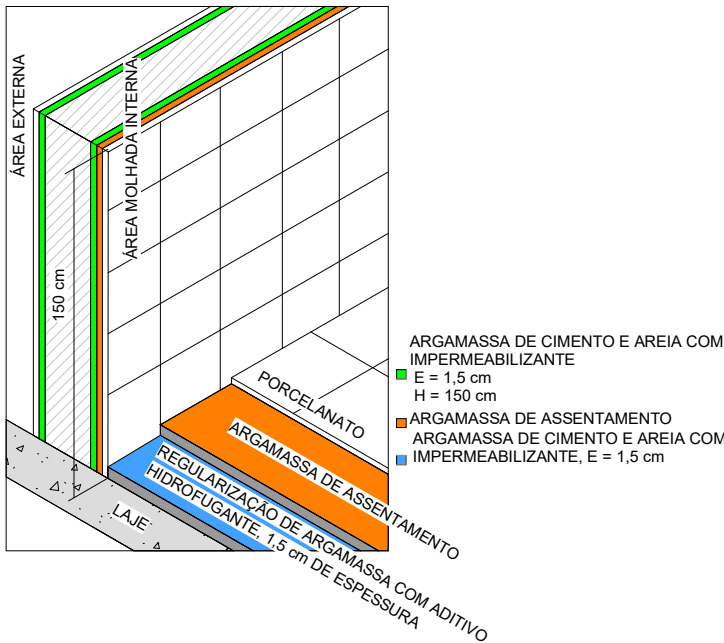 ÁREA EXTERNA
ÁREA MOLHADA INTERNA
150 cm
PORCELANATO
ARGAMASSA DE ASSENTAMENTO
REGULARIZAÇÃO DE ARGAMASSA COM ADITIVO
HIDROFUGANTE, 1,5 cm DE ESPESSURA
LAJE
ARGAMASSA DE CIMENTO E AREIA COM
IMPERMEABILIZANTE
E = 1,5 cm
H = 150 cm
ARGAMASSA DE ASSENTAMENTO
ARGAMASSA DE CIMENTO E AREIA COM
IMPERMEABILIZANTE, E = 1,5 cm